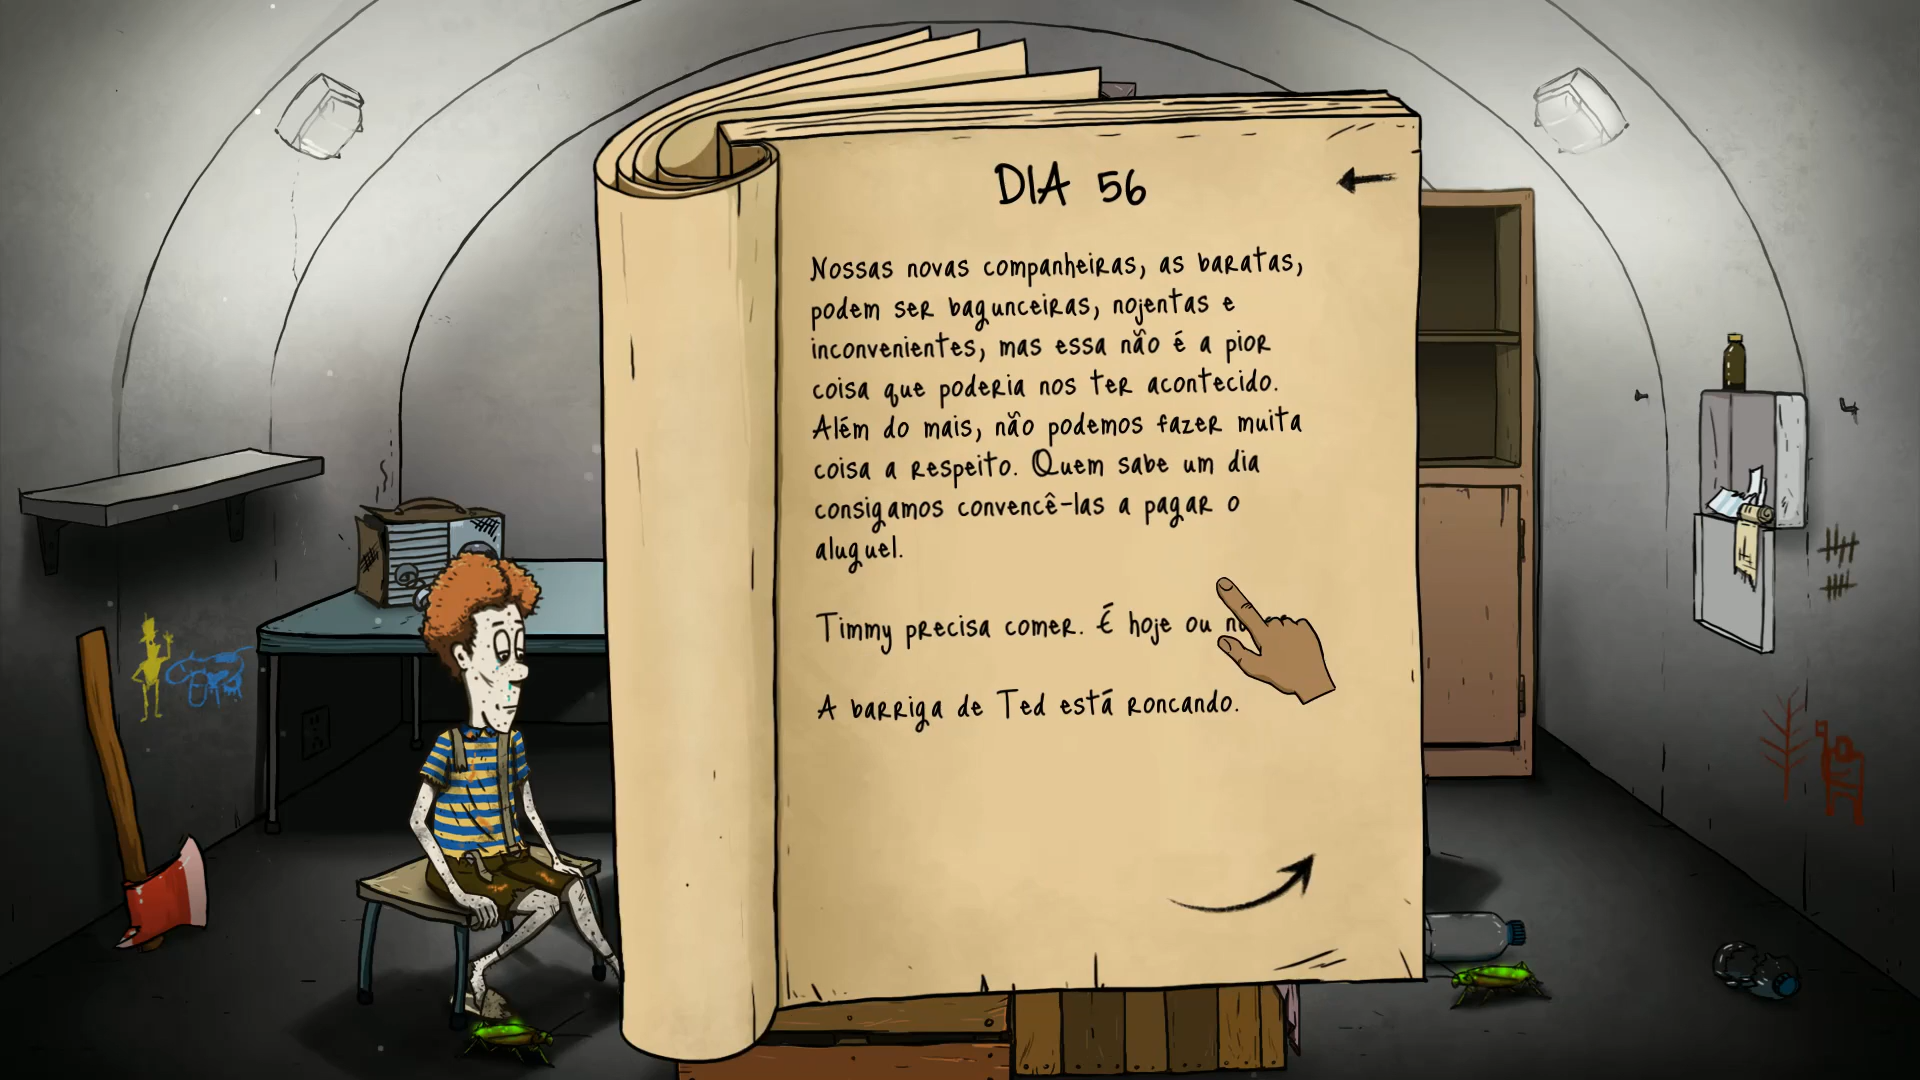 DIA 56
Nossas novas companheiras, as baratas,
podem ser bagunceiras, nojentas e
inconvenientes, mas essa não é a pior
coisa que poderia nos ter acontecido.
Além do mais, não podemos fazer muita
coisa a respeito. Quem sabe um dia
consigamos convencê-las a pagar o
aluguel.
Timmy precisa comer. É hoje ou
A barriga de Ted está roncando.